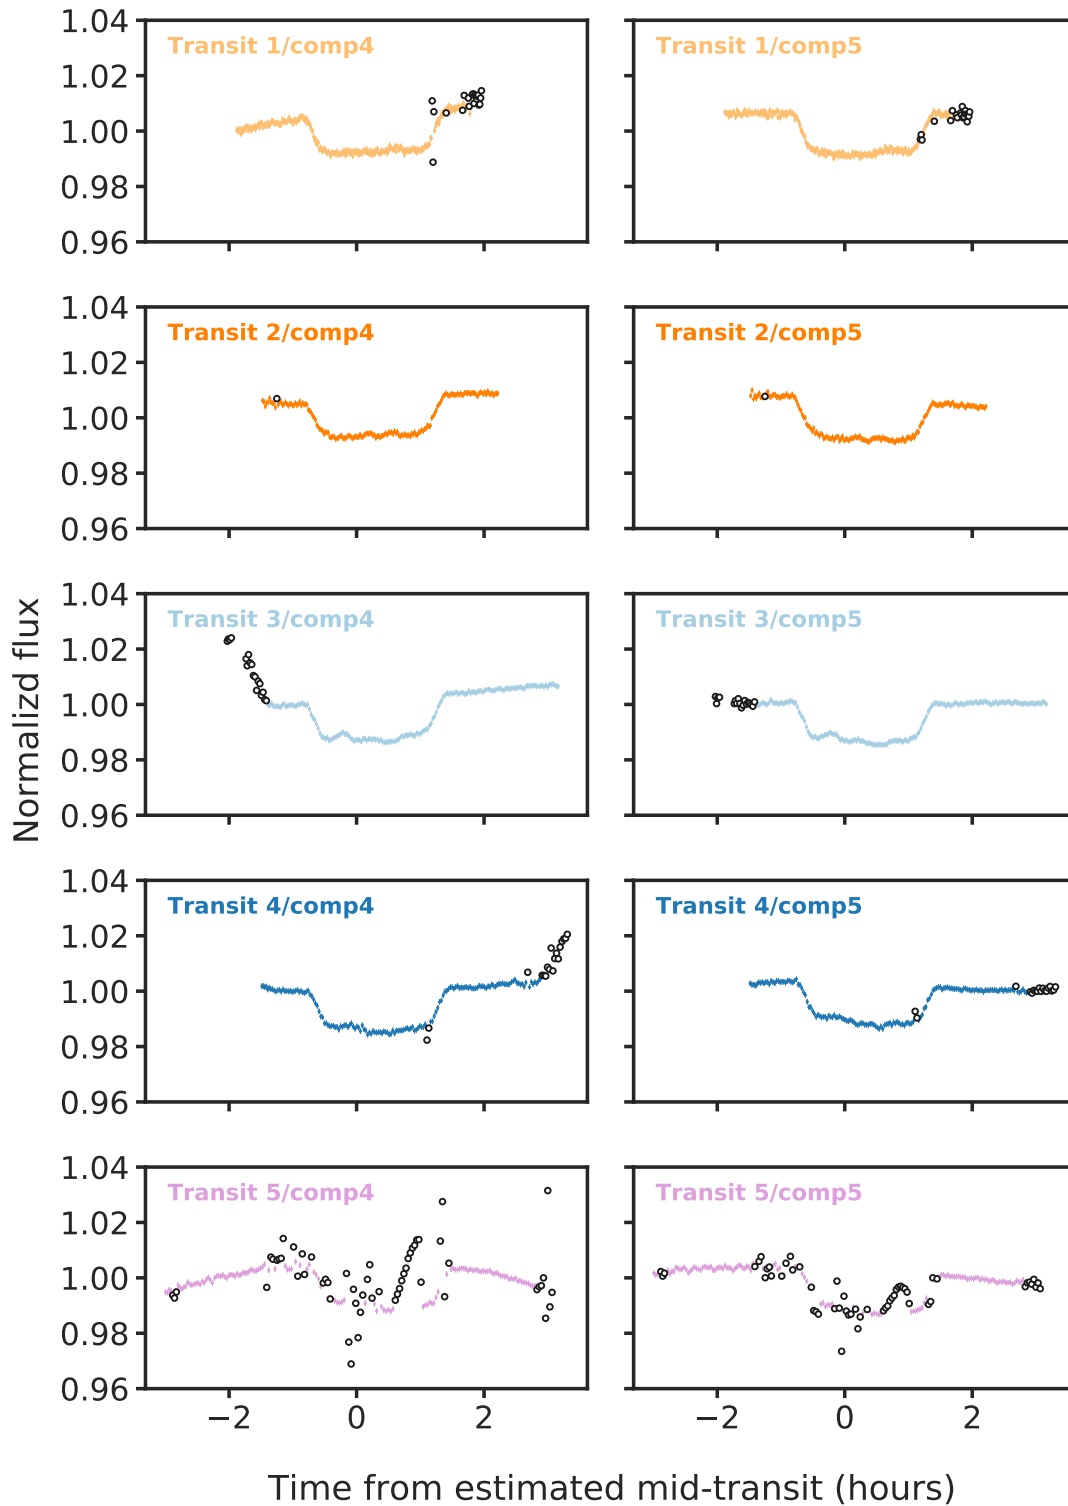 1.04
1.02
1.00
0.98
0.96
Transit 1/comp4
Transit 1/comp5
1.04
1.02
1.00
0.98
0.96
Transit 2/comp4
Transit 2/comp5
1.04
1.02
1.00
0.98
0.96
Transit 3/comp4
Transit 3/comp5
1.04
1.02
1.00
0.98
0.96
Transit 4/comp4
Transit 4/comp5
1.04
1.02
1.00
0.98
0.96
Transit 5/comp4
Transit 5/comp5
−2 0 2
−2 0 2
Normalizd flux
Time from estimated mid-transit (hours)